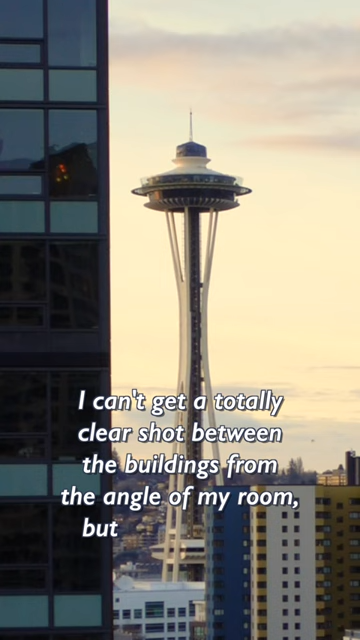 I can't get a totally
clear shot between
the buildings from
the angle of my room,
but